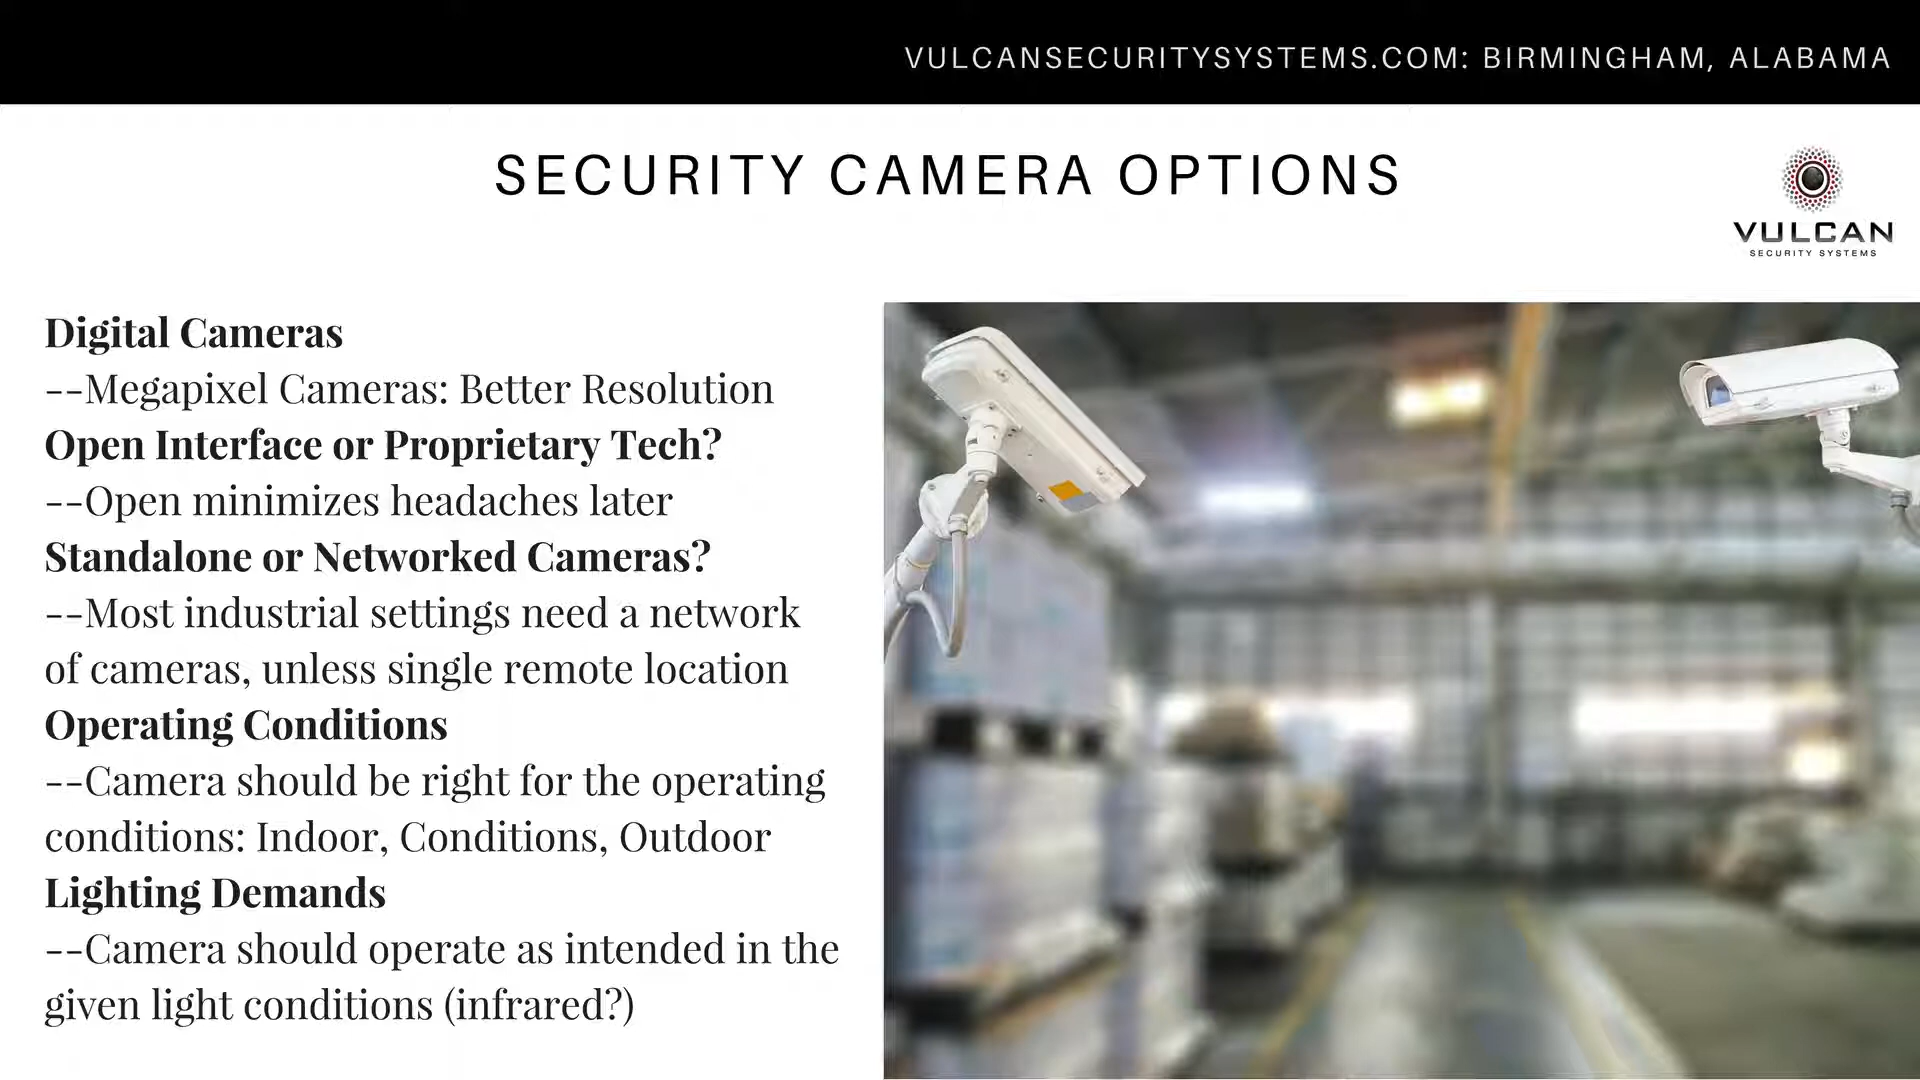 VULCANSECURITYSYSTEMS.COM: BIRMINGHAM, ALABAMA
SECURITY CAMERA OPTIONS
VULCAN
SECURITY SYSTEMS
Digital Cameras
--Megapixel Cameras: Better Resolution
Open Interface or Proprietary Tech?
--Open minimizes headaches later
Standalone or Networked Cameras?
--Most industrial settings need a network
of cameras, unless single remote location
Operating Conditions
--Camera should be right for the operating
conditions: Indoor, Conditions, Outdoor
Lighting Demands
--Camera should operate as intended in the
given light conditions (infrared?)